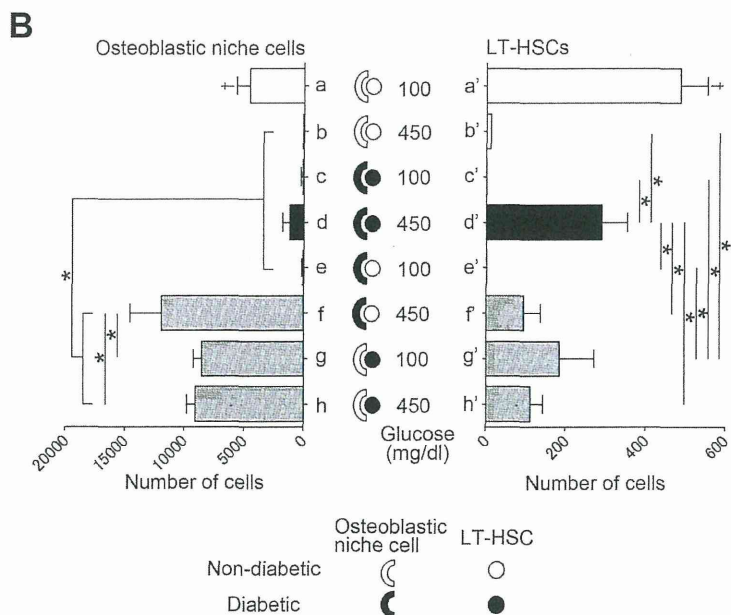 B
Osteoblastic niche cells LT-HSCs
a 100 a'
b 450 b'
c 100 c'
d 450 d'
e 100 e'
f 450 f'
g 100 g'
h 450 h'
* * * * * * * * * *
+ +
20000 15000 10000 5000 0
Glucose
(mg/dl)
0 200 400 600
Number of cells Number of cells
Osteoblastic
niche cell LT-HSC
Non-diabetic
Diabetic